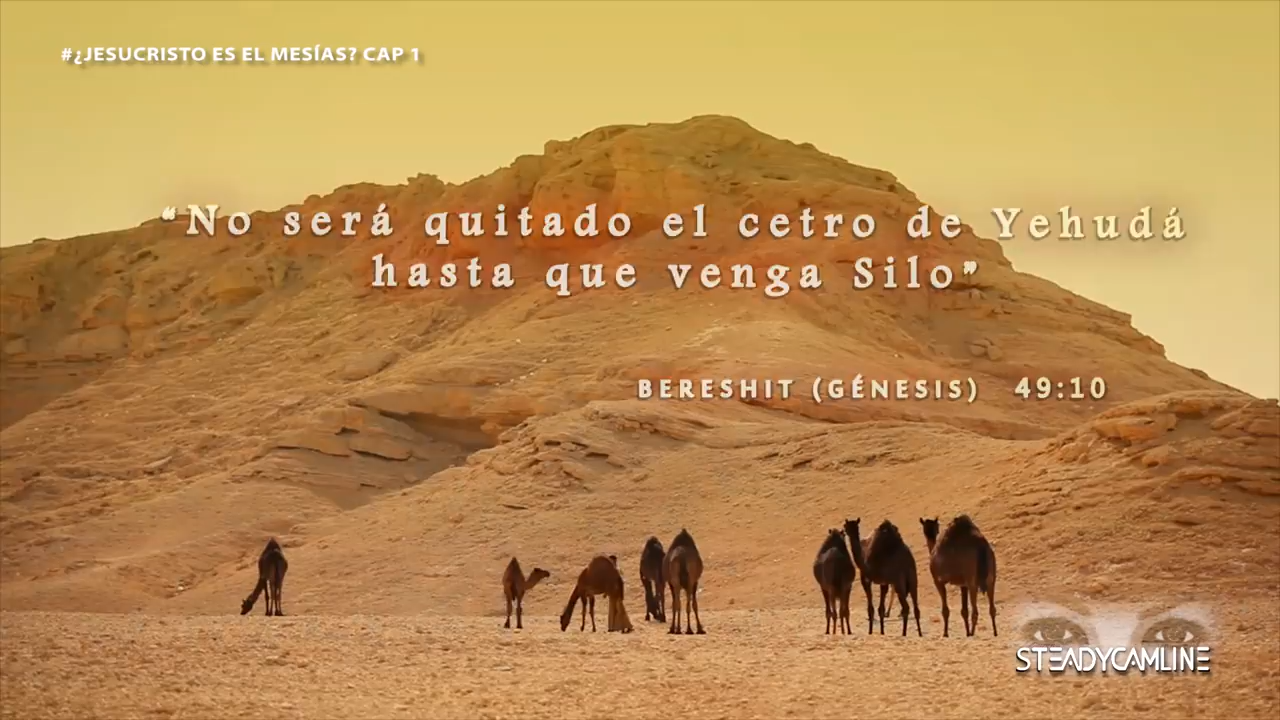 #¿JESUCRISTO ES EL MESÍAS? CAP 1
“No será quitado el cetro de Yehudá
hasta que venga Silo”
BERESHIT (GÉNESIS) 49:10
STEADYCAMLINE